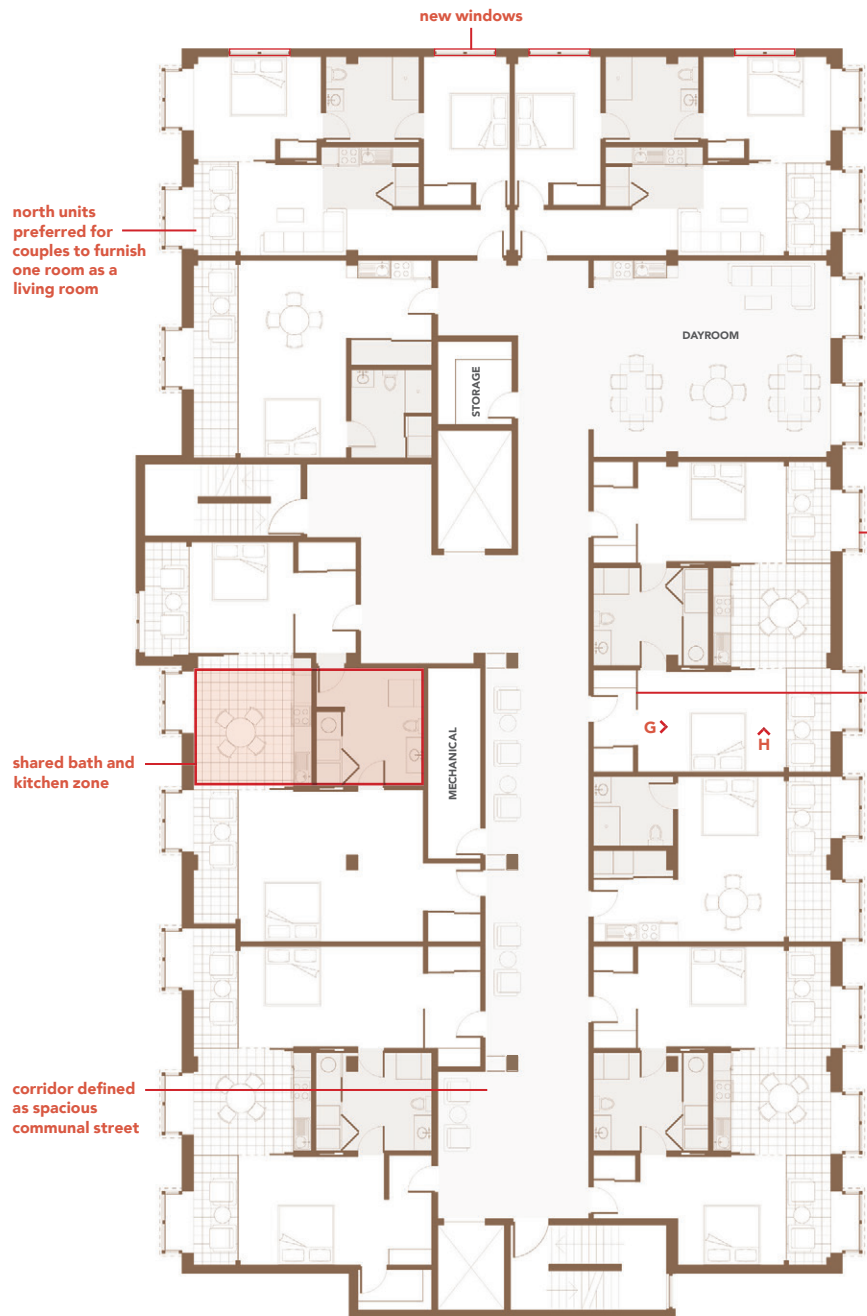 new windows
north units
preferred for
couples to furnish
one room as a
living room
DAYROOM
STORAGE
G
H
shared bath and
kitchen zone
MECHANICAL
corridor defined
as spacious
communal street